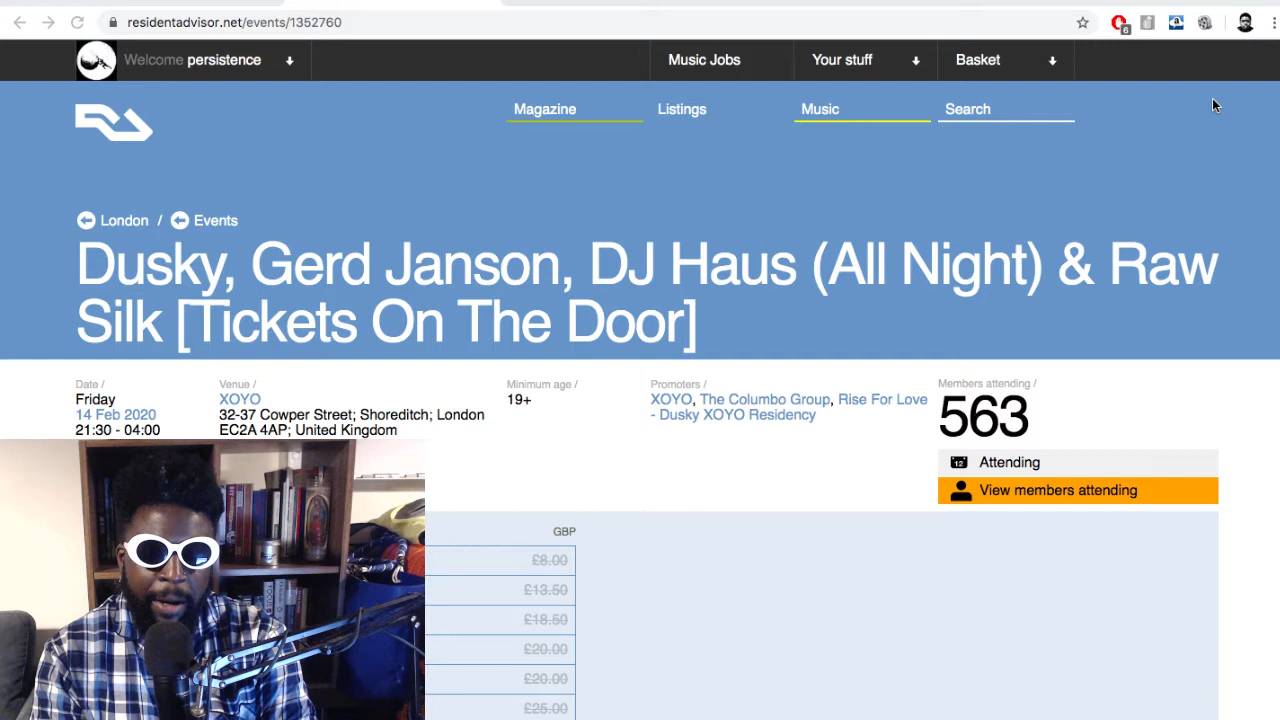 residentadvisor.net/events/1352760
6
Welcome persistence
Music Jobs
Your stuff
Basket
Magazine
Listings
Music
Search
London / Events
Dusky, Gerd Janson, DJ Haus (All Night) & Raw
Silk [Tickets On The Door]
Date /
Friday
14 Feb 2020
21:30 - 04:00
Venue /
XOYO
32-37 Cowper Street; Shoreditch; London
EC2A 4AP; United Kingdom
Minimum age /
19+
Promoters /
XOYO, The Columbo Group, Rise For Love
- Dusky XOYO Residency
Members attending /
563
12
Attending
View members attending
GBP
£8.00
£13.50
£18.50
£20.00
£20.00
£25.00
FOCUS